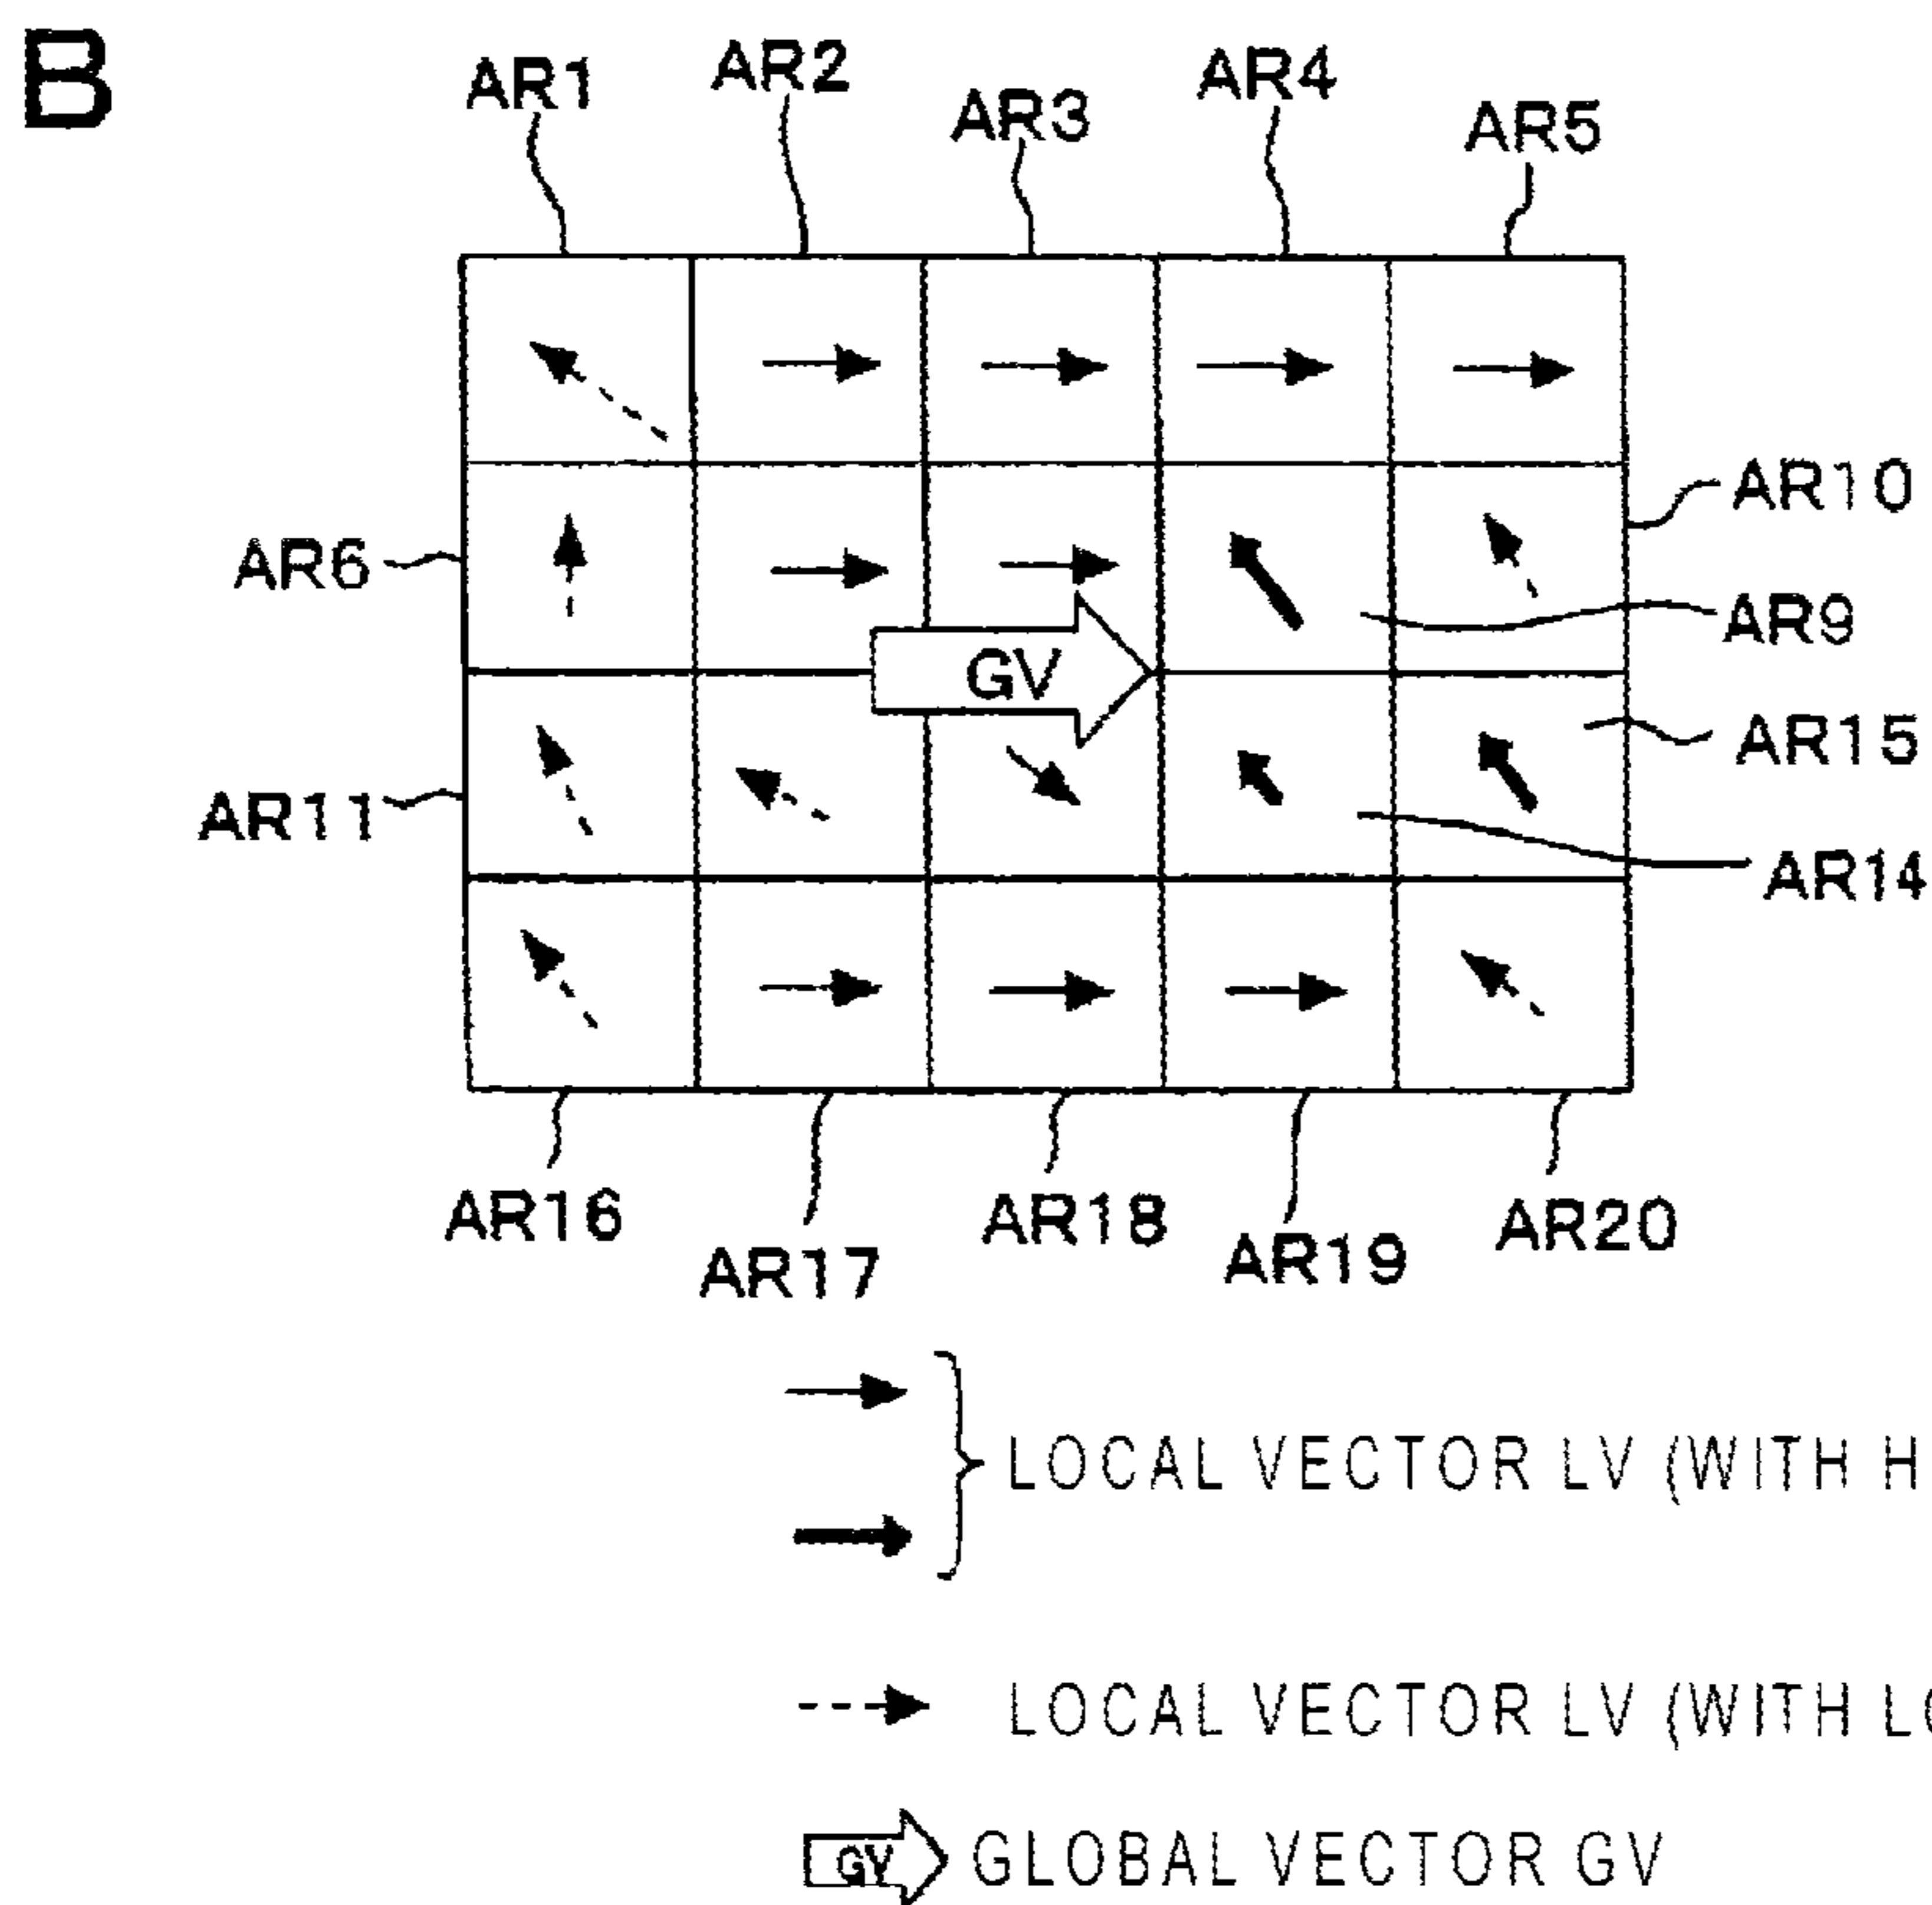 B
AR1
AR2
AR3
AR4
AR5
AR10
AR6
AR9
GV
AR15
AR11
AR14
AR16
AR17
AR18
AR19
AR20
LOCAL VECTOR LV (WITH H
LOCAL VECTOR LV (WITH
GV GLOBAL VECTOR GV